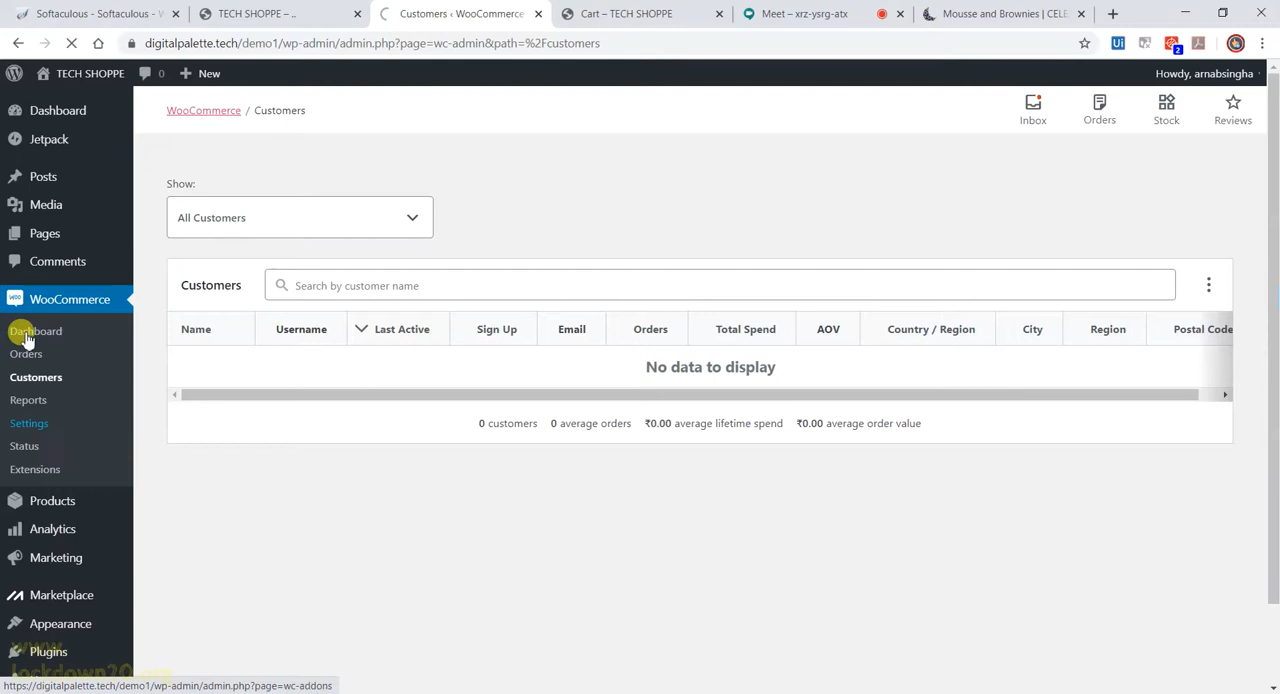 Softaculous - Softaculous - W
TECH SHOPPE – ..
Customers ‹ WooCommerce
Cart – TECH SHOPPE
Meet – xrz-ysrg-atx
Mousse and Brownies | CELE
digitalpalette.tech/demo1/wp-admin/admin.php?page=wc-admin&path=%2Fcustomers
2
TECH SHOPPE
0
New
Howdy, arnabsingha
Dashboard
Jetpack
Posts
Media
Pages
Comments
WooCommerce
Dashboard
Orders
Customers
Reports
Settings
Status
Extensions
Products
Analytics
Marketing
Marketplace
Appearance
Plugins
WooCommerce / Customers
Inbox
Orders
Stock
Reviews
Show:
All Customers
Customers
Search by customer name
Name Username Last Active Sign Up Email Orders Total Spend AOV Country / Region City Region Postal Code
No data to display
0 customers 0 average orders ₹0.00 average lifetime spend ₹0.00 average order value
https://digitalpalette.tech/demo1/wp-admin/admin.php?page=wc-addons